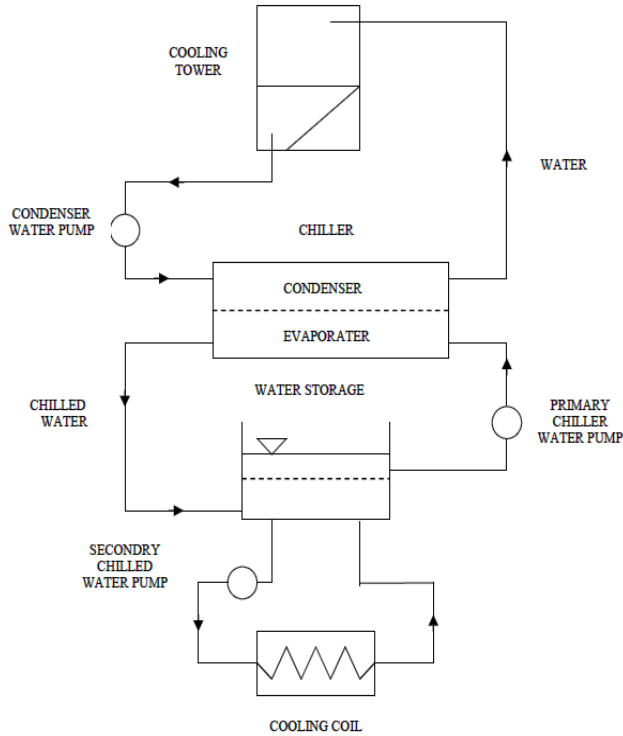 COOLING
TOWER
WATER
CONDENSER
WATER PUMP
CHILLER
CONDENSER
EVAPORATER
WATER STORAGE
CHILLED
WATER
PRIMARY
CHILLER
WATER PUMP
SECONDRY
CHILLED
WATER PUMP
COOLING COIL